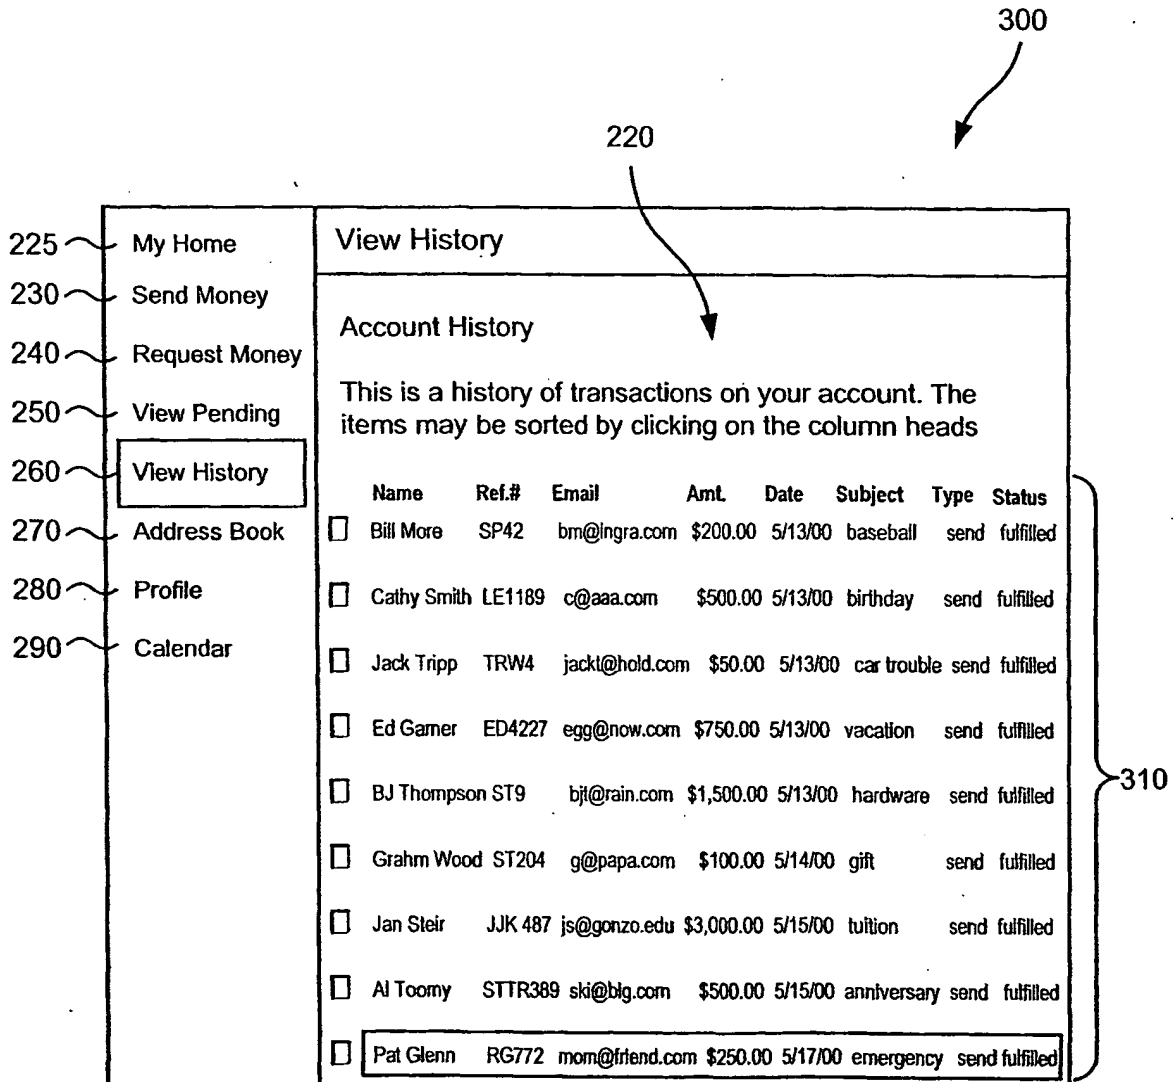 300
220
225 My Home
230 Send Money
240 Request Money
250 View Pending
260 View History
270 Address Book
280 Profile
290 Calendar
View History
Account History
This is a history of transactions on your account. The
items may be sorted by clicking on the column heads
Name Ref.# Email Amt. Date Subject Type Status
Bill More SP42 bm@ingra.com $200.00 5/13/00 baseball send fulfilled
Cathy Smith LE1189 c@aaa.com $500.00 5/13/00 birthday send fulfilled
Jack Tripp TRW4 jackt@hold.com $50.00 5/13/00 car trouble send fulfilled
Ed Garner ED4227 egg@now.com $750.00 5/13/00 vacation send fulfilled
BJ Thompson ST9 bjt@rain.com $1,500.00 5/13/00 hardware send fulfilled
Grahm Wood ST204 g@papa.com $100.00 5/14/00 gift send fulfilled
Jan Steir JJK 487 js@gonzo.edu $3,000.00 5/15/00 tuition send fulfilled
Al Toomy STTR389 ski@big.com $500.00 5/15/00 anniversary send fulfilled
Pat Glenn RG772 mom@friend.com $250.00 5/17/00 emergency send fulfilled
310